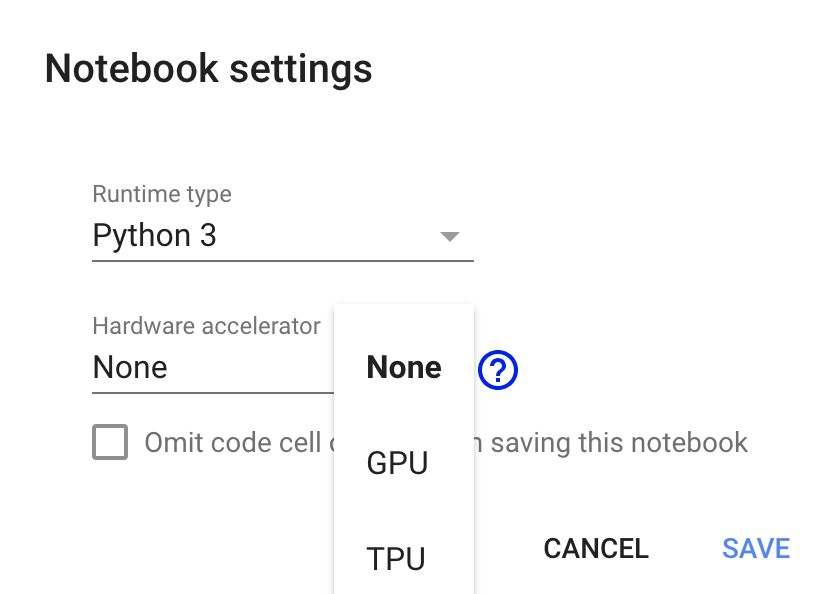 Notebook settings
Runtime type
Python 3
Hardware accelerator
None
None
?
Omit code cell
saving this notebook
GPU
TPU
CANCEL
SAVE